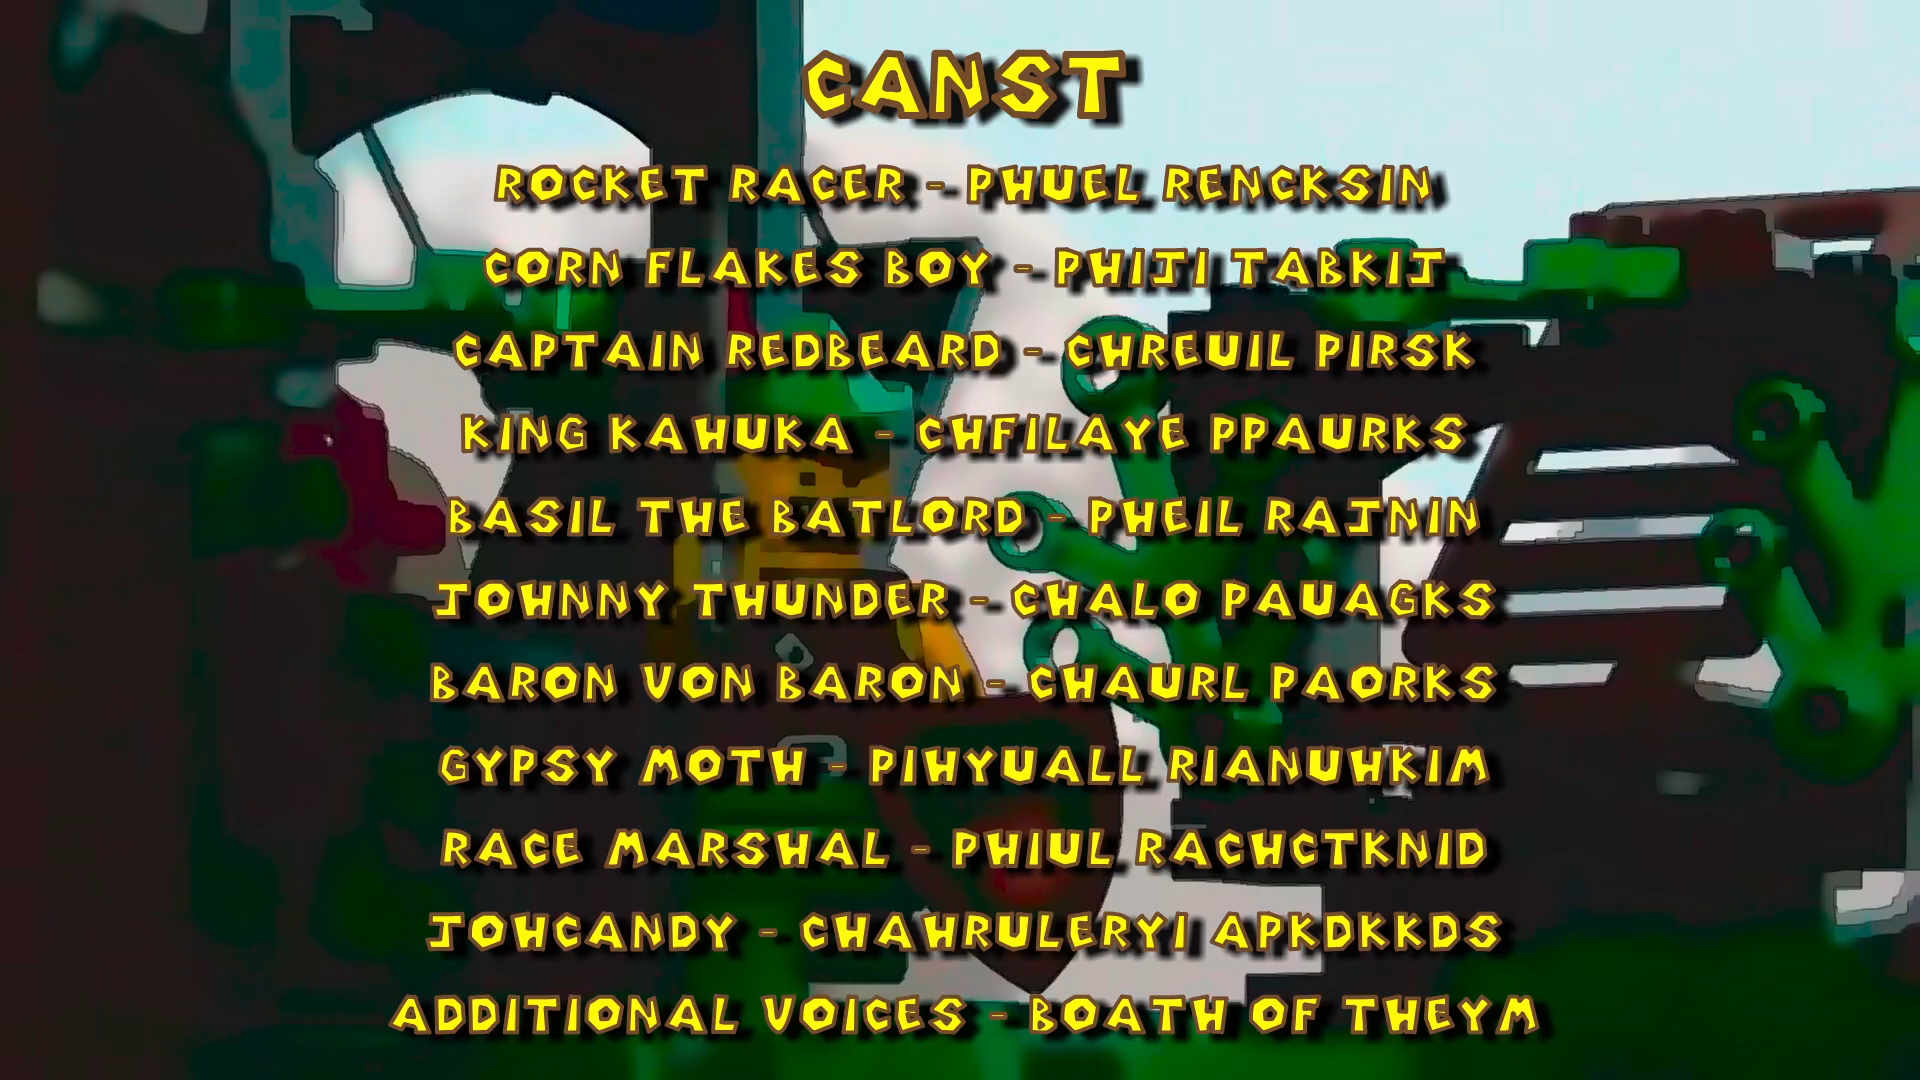 CANST
ROCKET RACER - PHUEL RENCKSIN
CORN FLAKES BOY - PHIJI TABKIJ
CAPTAIN REDBEARD - CHREUIL PIRSK
KING KAHUKA - CHFILAYE PPAURKS
BASIL THE BATLORD - PHEIL RAJNIN
JOHNNY THUNDER - CHALO PAUAGKS
BARON VON BARON - CHAURL PAORKS
GYPSY MOTH - PIHYUALL RIANUHKIM
RACE MARSHAL - PHIUL RACHCTKNID
JOHCANDY - CHAHRULERYI APKDKKDS
ADDITIONAL VOICES - BOATH OF THEYM